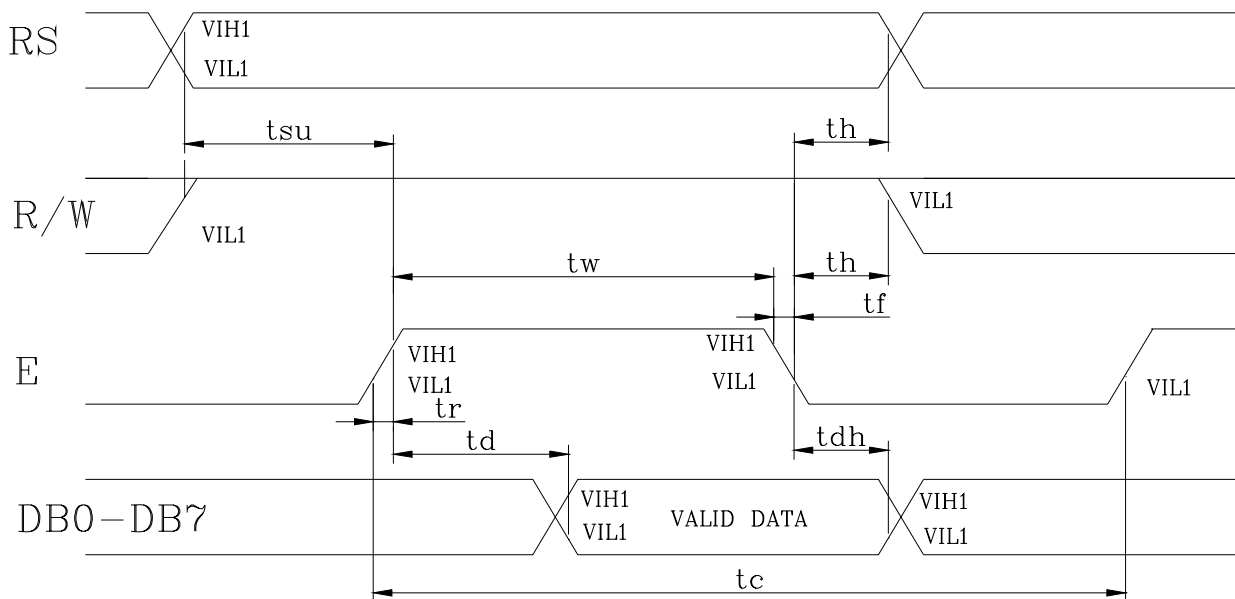 RS
VIH1
VIL1
tsu
th
R/W
VIL1
VIL1
tw
th
tf
E
VIH1
VIL1
VIH1
VIL1
VIL1
tr
td
tdh
DB0-DB7
VIH1
VIL1
VALID DATA
VIH1
VIL1
tc